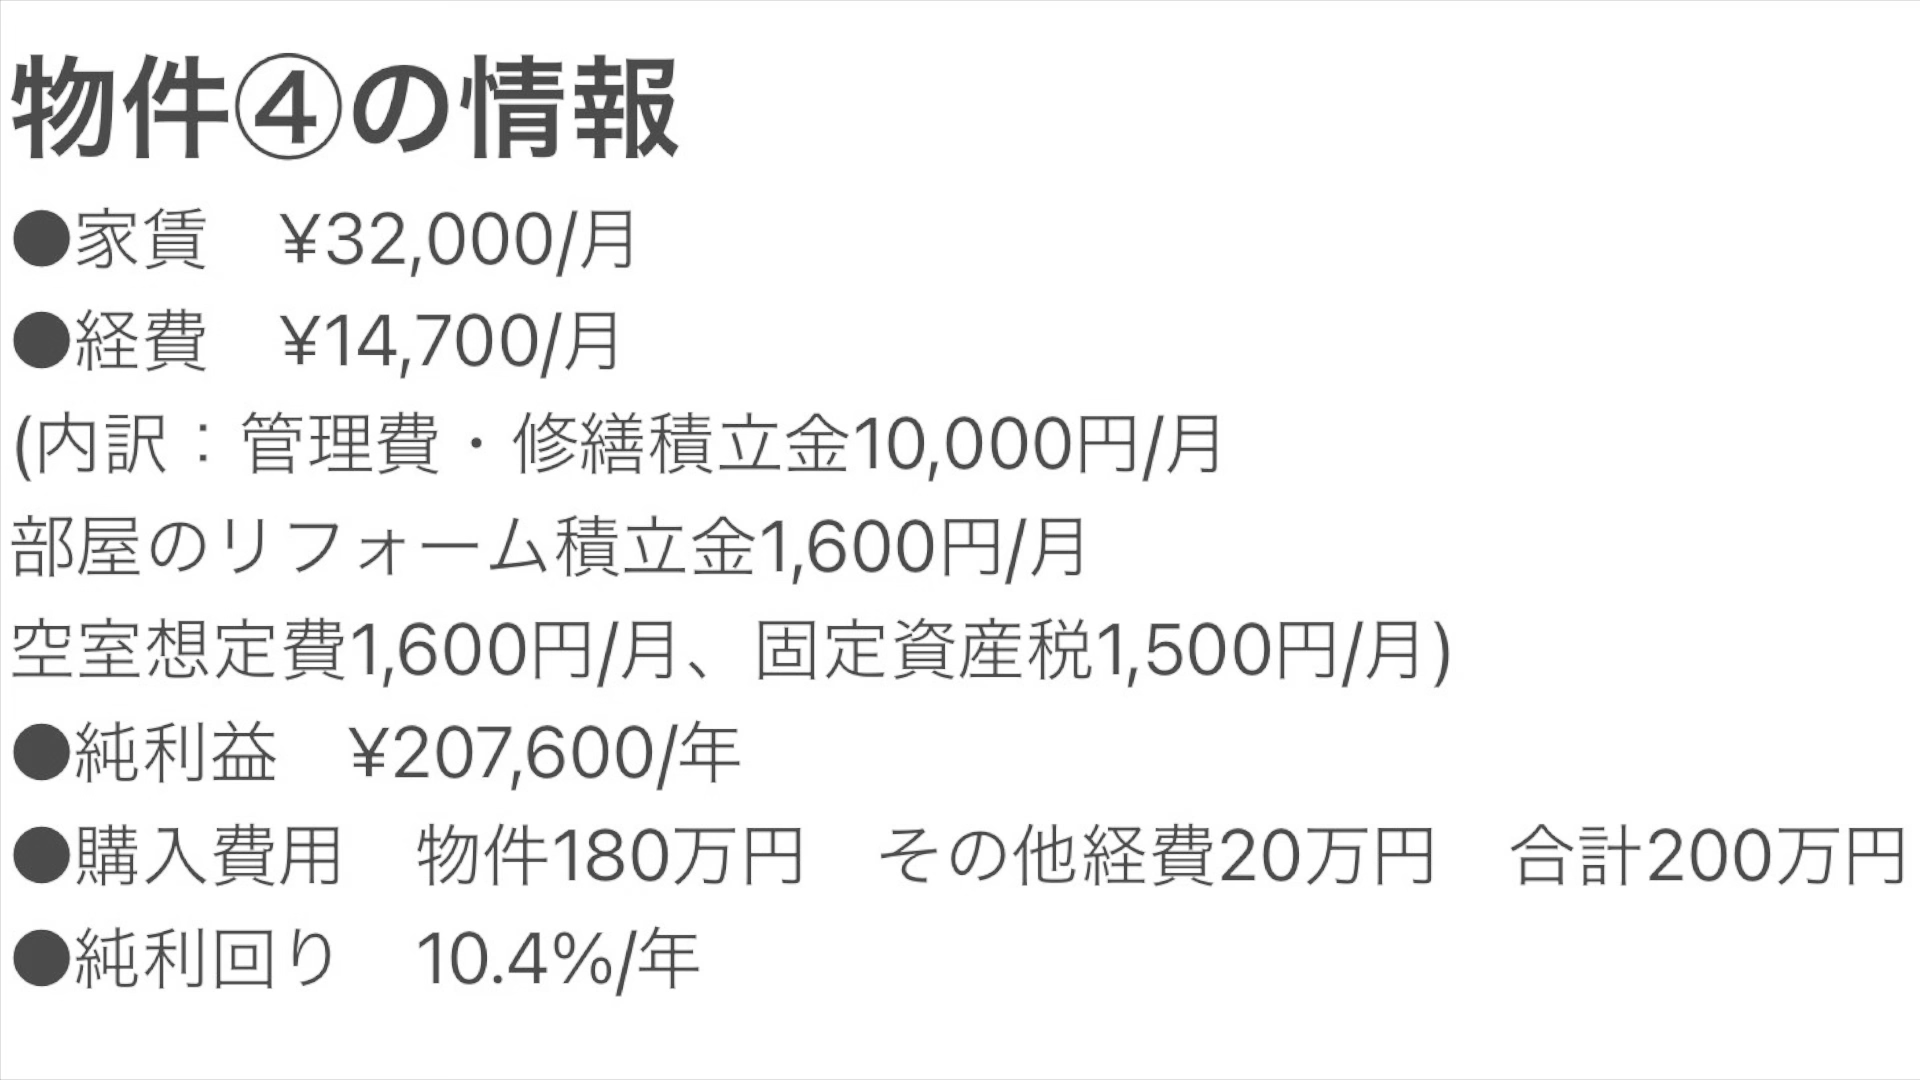 物件④の情報
●家賃　¥32,000/月
●経費　¥14,700/月
(内訳：管理費・修繕積立金10,000円/月
部屋のリフォーム積立金1,600円/月
空室想定費1,600円/月、固定資産税1,500円/月)
●純利益　¥207,600/年
●購入費用　物件180万円　その他経費20万円　合計200万円
●純利回り　10.4%/年